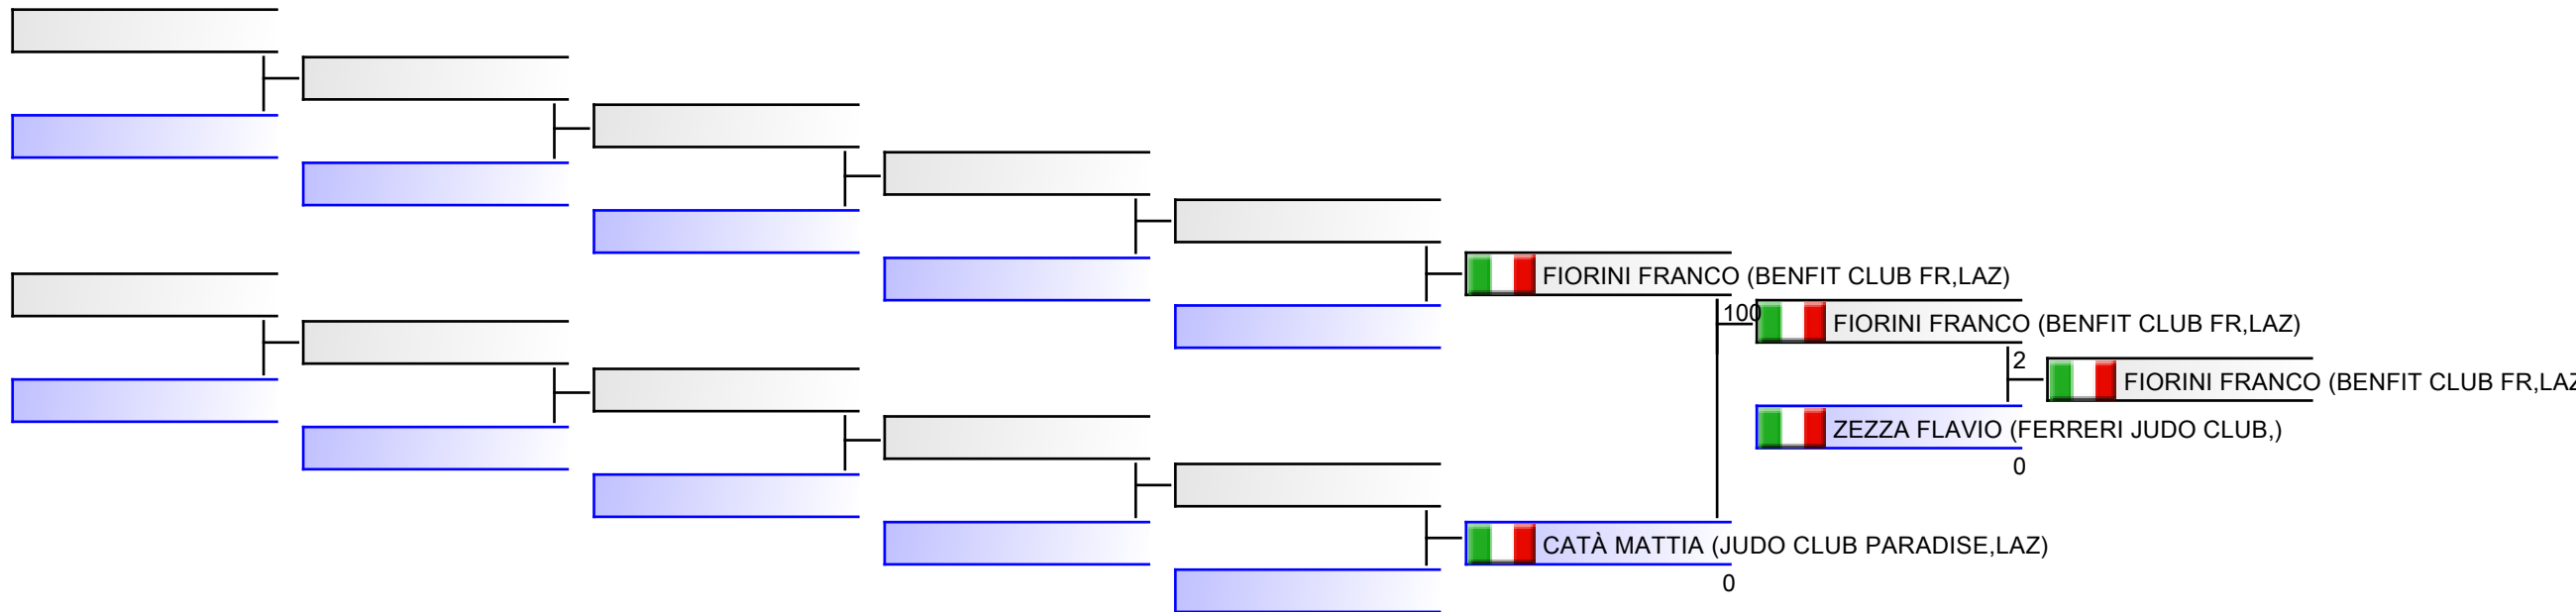 FIORINI FRANCO (BENFIT CLUB FR,LAZ)
100
FIORINI FRANCO (BENFIT CLUB FR,LAZ)
2
FIORINI FRANCO (BENFIT CLUB FR,LAZ
ZEZZA FLAVIO (FERRERI JUDO CLUB,)
0
CATÀ MATTIA (JUDO CLUB PARADISE,LAZ)
0